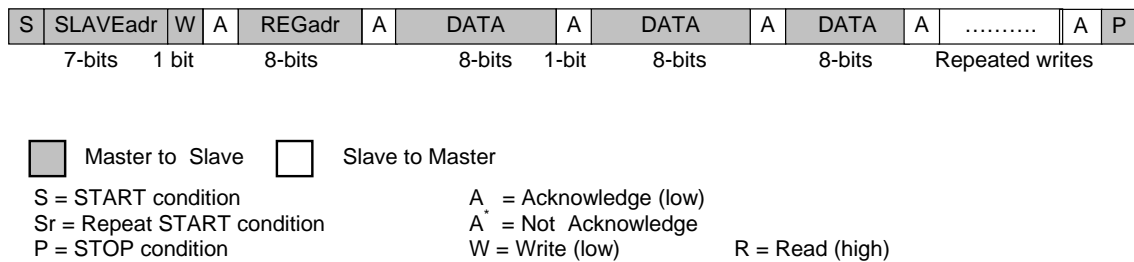 S SLAVEadr W A REGadr A DATA A DATA A DATA A ………. A P
7-bits 1 bit 8-bits 8-bits 1-bit 8-bits 8-bits Repeated writes
Master to Slave Slave to Master
S = START condition A = Acknowledge (low)
Sr = Repeat START condition A* = Not Acknowledge
P = STOP condition W = Write (low) R = Read (high)